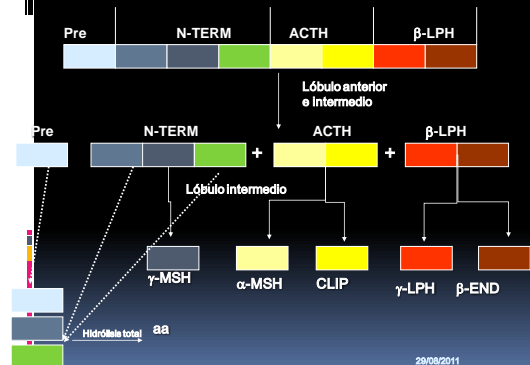 Pre N-TERM ACTH β-LPH
Lóbulo anterior
e intermedio
Pre N-TERM + ACTH + β-LPH
Lóbulo intermedio
γ-MSH α-MSH CLIP γ-LPH β-END
Hidrólisis total aa
29/08/2011